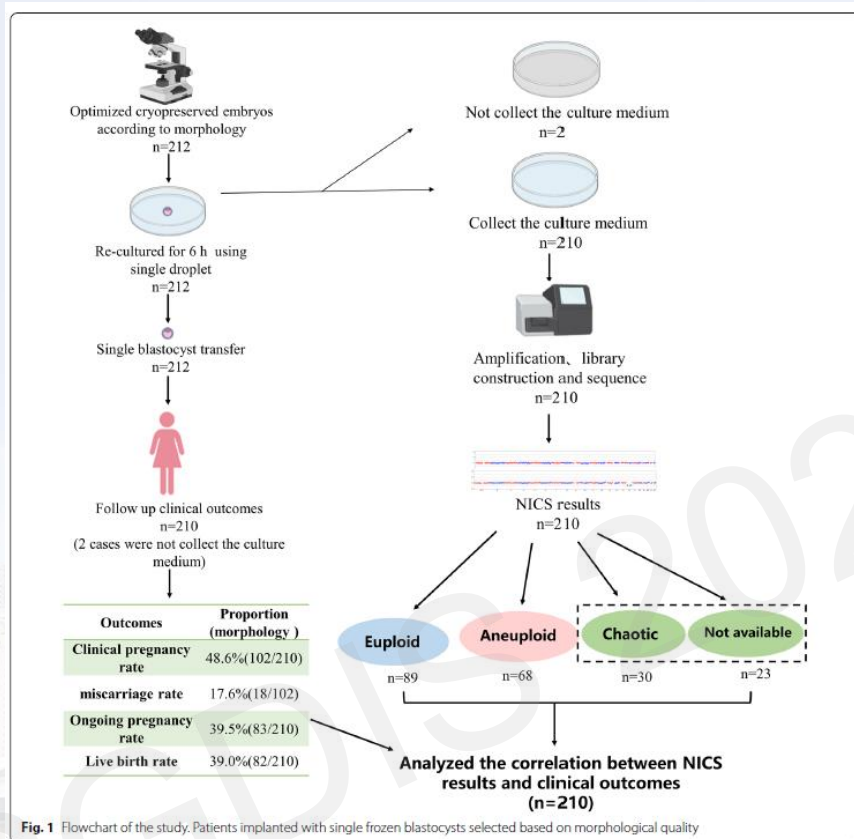 Optimized cryopreserved embryos
according to morphology
n=212
Re-cultured for 6 h using
single droplet
n=212
Single blastocyst transfer
n=212
Follow up clinical outcomes
n=210
(2 cases were not collect the culture
medium)
Outcomes Proportion
(morphology )
Clinical pregnancy
rate 48.6%(102/210)
miscarriage rate 17.6%(18/102)
Ongoing pregnancy
rate 39.5%(83/210)
Live birth rate 39.0%(82/210)
Not collect the culture medium
n=2
Collect the culture medium
n=210
Amplification、library
construction and sequence
n=210
NICS results
n=210
Euploid
n=89
Aneuploid
n=68
Chaotic
n=30
Not available
n=23
Analyzed the correlation between NICS
results and clinical outcomes
(n=210)
Fig. 1 Flowchart of the study. Patients implanted with single frozen blastocysts selected based on morphological quality